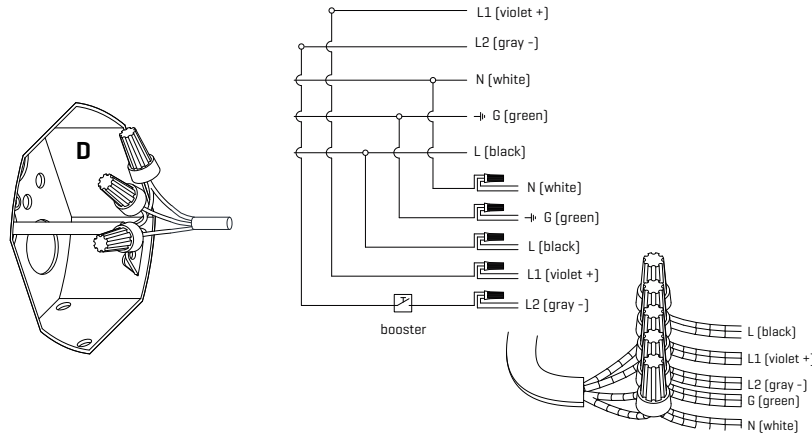 D
L1 (violet +)
L2 (gray -)
N (white)
G (green)
L (black)
N (white)
G (green)
L (black)
L1 (violet +)
L2 (gray -)
booster
L (black)
L1 (violet +)
L2 (gray -)
G (green)
N (white)